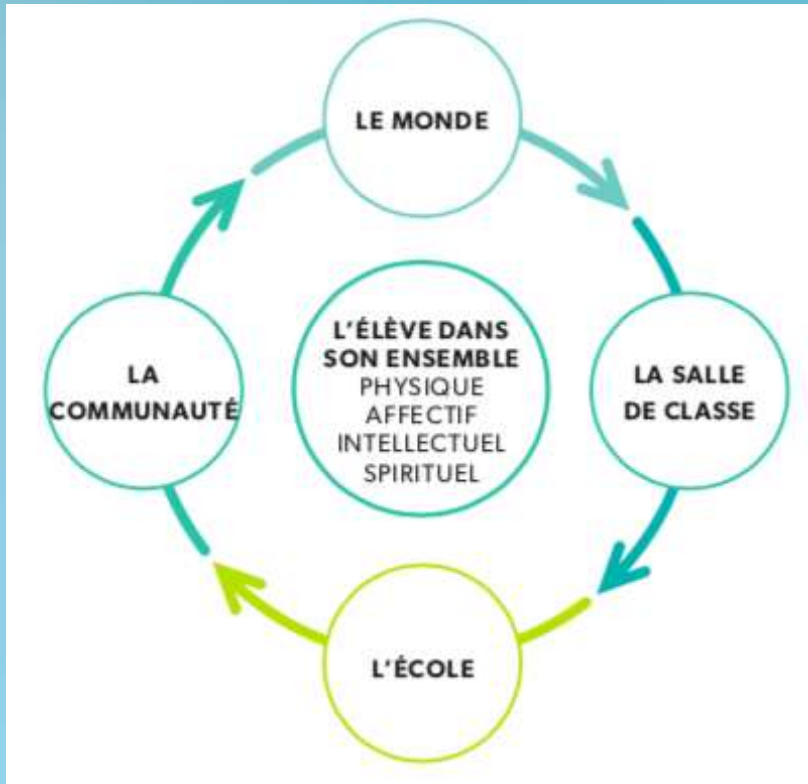 LE MONDE
L'ÉLÈVE DANS
SON ENSEMBLE
PHYSIQUE
AFFECTIF
INTELLECTUEL
SPIRITUEL
LA
COMMUNAUTÉ
LA SALLE
DE CLASSE
L'ÉCOLE